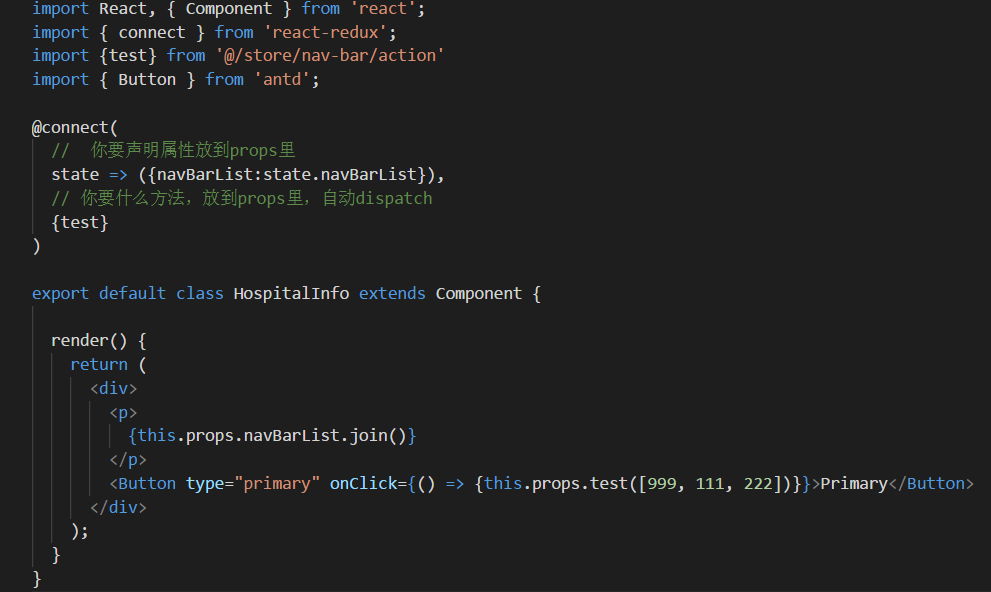 import React, { Component } from 'react';
import { connect } from 'react-redux';
import {test} from '@/store/nav-bar/action'
import { Button } from 'antd';
@connect(
//  你要声明属性放到props里
state => ({navBarList:state.navBarList}),
// 你要什么方法，放到props里，自动dispatch
{test}
)
export default class HospitalInfo extends Component {
render() {
return (
<div>
<p>
{this.props.navBarList.join()}
</p>
<Button type="primary" onClick={() => {this.props.test([999, 111, 222])}}>Primary</Button>
</div>
);
}
}